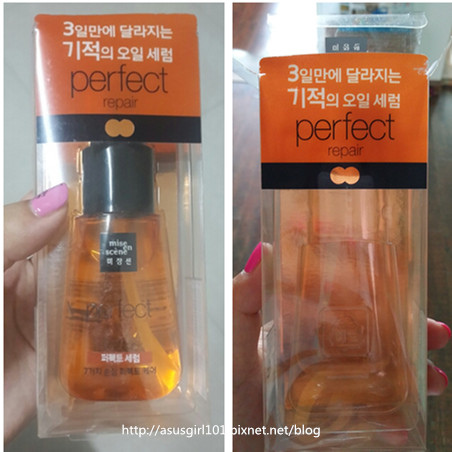 3일만에 달라지는
기적의 오일 세럼
perfect
repair
mise
en
scène
미장센
perfect
퍼펙트 세럼
3일만에 달라지는
기적의 오일 세럼
perfect
repair
http://asusgirl101.pixnet.net/blog